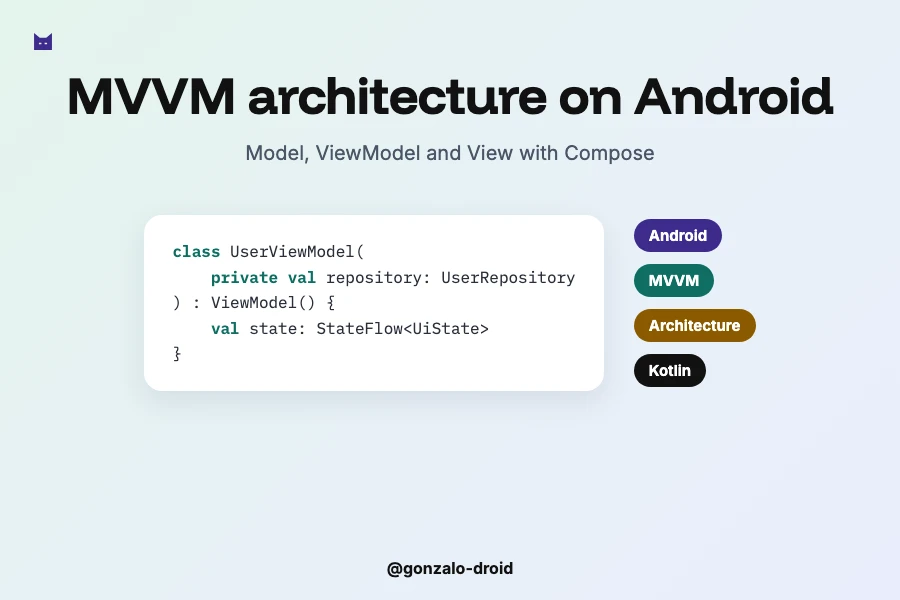 MVVM architecture on Android
Model, ViewModel and View with Compose
class UserViewModel(
    private val repository: UserRepository
) : ViewModel() {
    val state: StateFlow<UiState>
}
Android
MVVM
Architecture
Kotlin
@gonzalo-droid